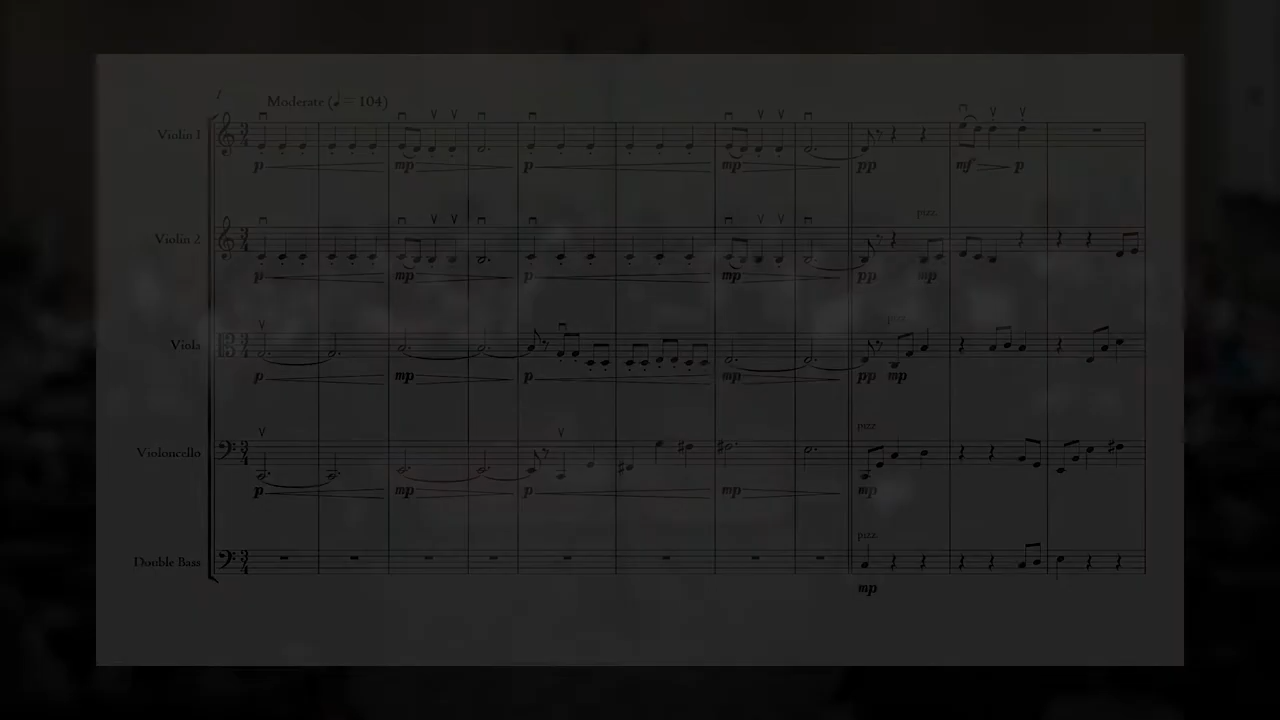 1
Moderate (♩ = 104)
Violin 1
p mp p mp pp mf p
pizz.
Violin 2
p mp p mp pp mp
pizz.
Viola
p mp p mp pp mp
pizz.
Violoncello
p mp p mp mp
pizz.
Double Bass
mp